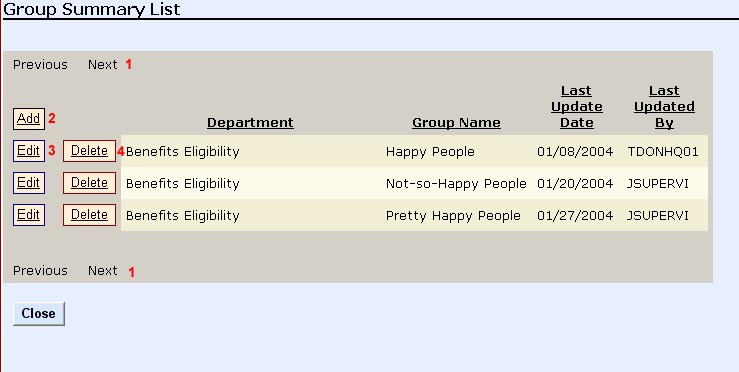 Group Summary List
Previous Next 1
Last Last
Update Updated
Add 2 Department Group Name Date By
Edit 3 Delete 4 Benefits Eligibility Happy People 01/08/2004 TDONHQ01
Edit Delete Benefits Eligibility Not-so-Happy People 01/20/2004 JSUPERVI
Edit Delete Benefits Eligibility Pretty Happy People 01/27/2004 JSUPERVI
Previous Next 1
Close